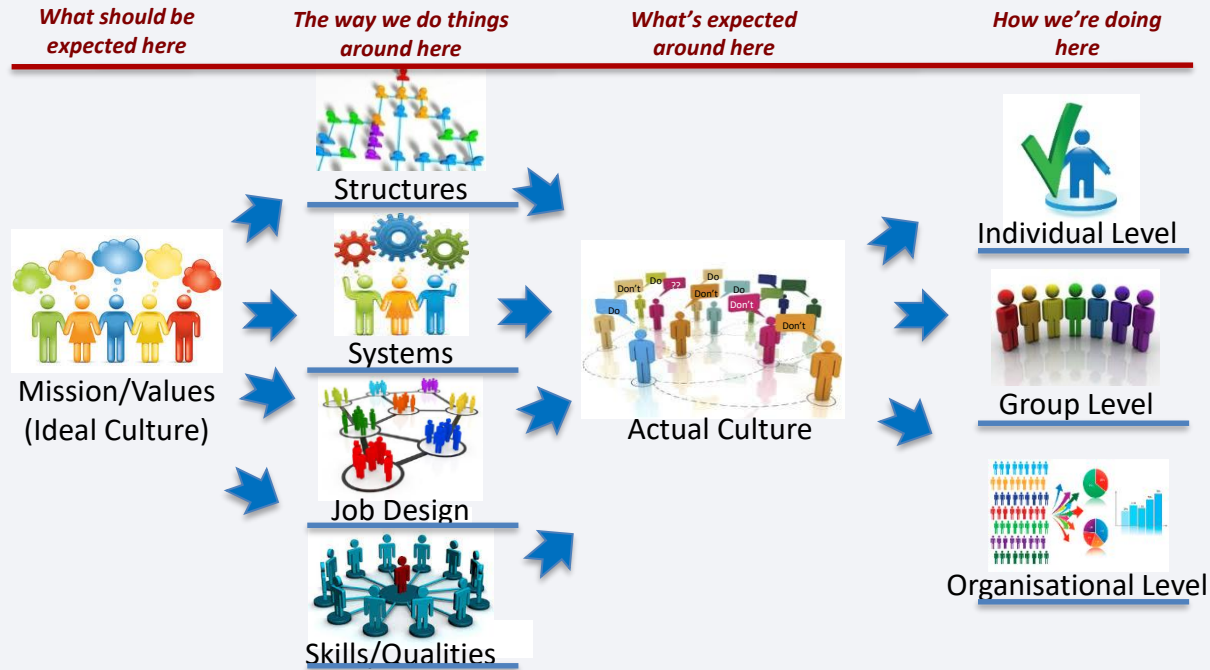 What should be
expected here
The way we do things
around here
What's expected
around here
How we're doing
here
Structures
Systems
Job Design
Skills/Qualities
Mission/Values
(Ideal Culture)
Do
Don't
Do
??
Do
Don't
Do
Don't
Don't
Actual Culture
Individual Level
Group Level
Organisational Level